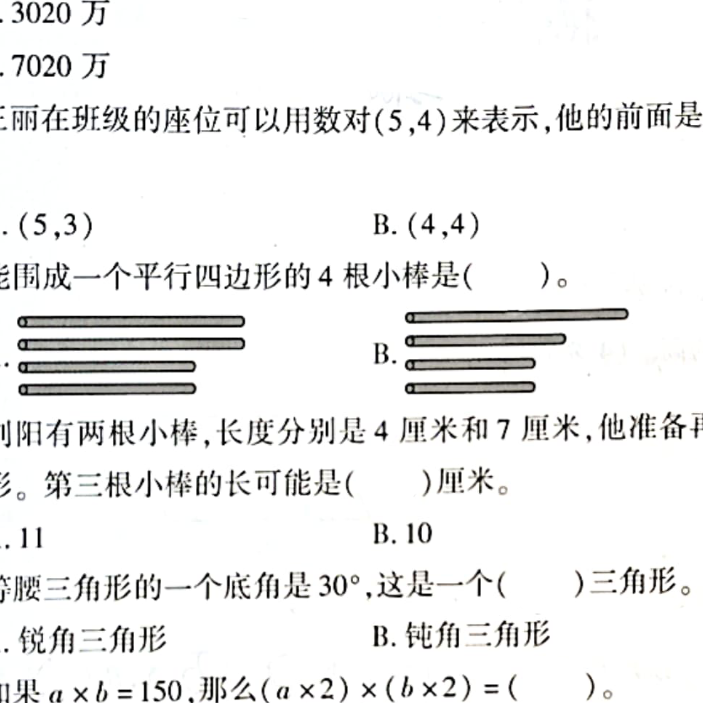 . 3020 万
. 7020 万
王丽在班级的座位可以用数对(5,4)来表示,他的前面是
. (5,3) B. (4,4)
能围成一个平行四边形的 4 根小棒是(  )。
. B.
刘阳有两根小棒,长度分别是 4 厘米和 7 厘米,他准备再
形。第三根小棒的长可能是(  )厘米。
. 11 B. 10
等腰三角形的一个底角是 30°,这是一个(  )三角形。
. 锐角三角形 B. 钝角三角形
如果 a × b = 150,那么(a ×2) × (b ×2) = (  )。